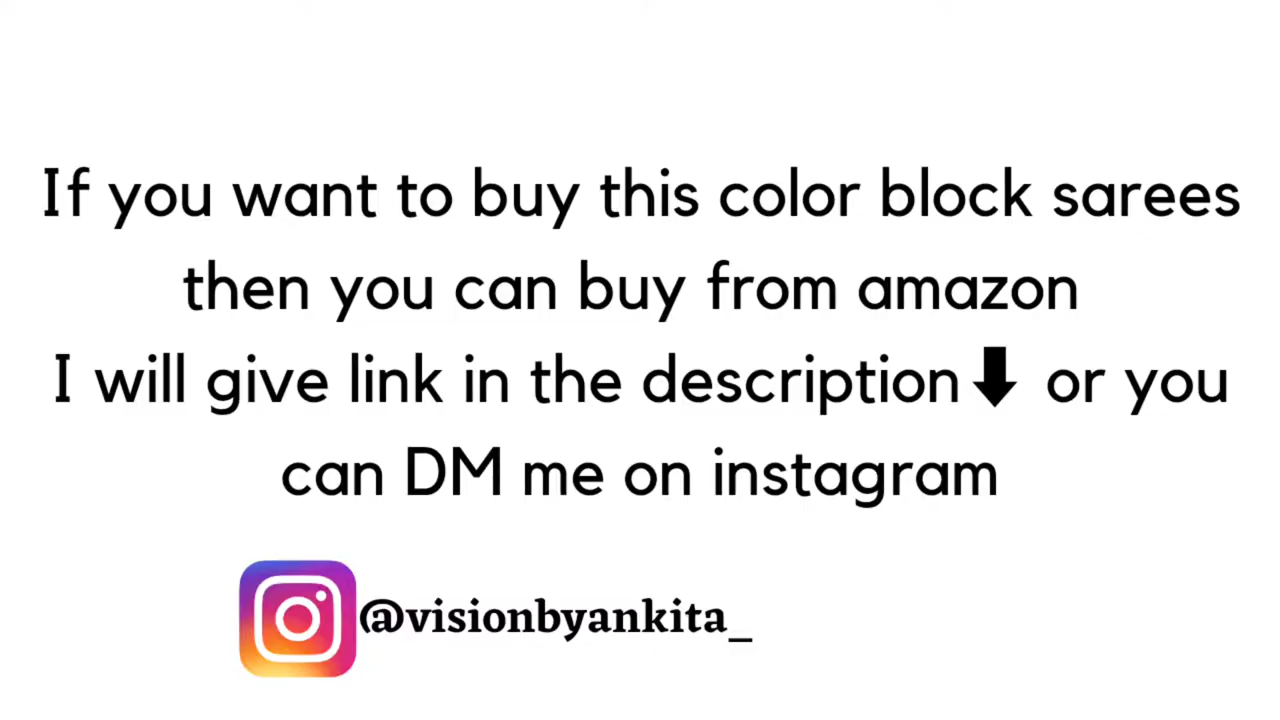 If you want to buy this color block sarees
then you can buy from amazon
I will give link in the description⬇ or you
can DM me on instagram
@visionbyankita_